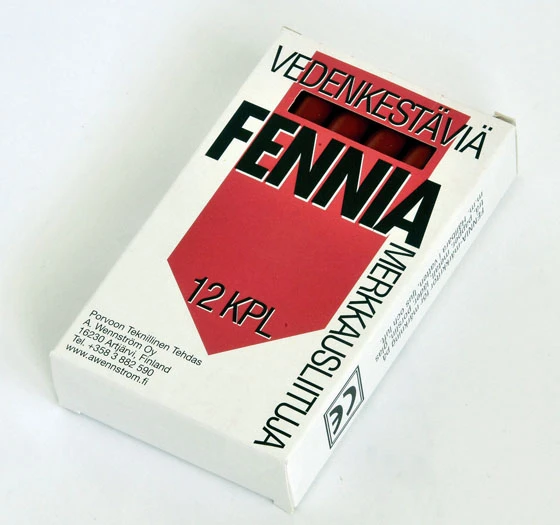 VEDENKESTÄVIÄ
FENNIA
MERKKAUSLIITUJA
12 KPL
Porvoon Teknillinen Tehdas
A. Wennström Oy
16230 Artjärvi, Finland
Tel. +358 3 882 590
www.awennstrom.fi
CE